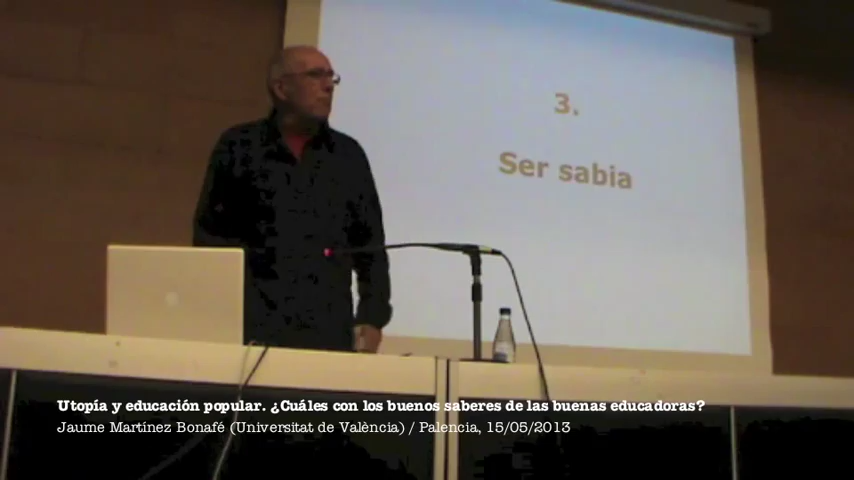 3.
Ser sabia
Utopía y educación popular. ¿Cuáles con los buenos saberes de las buenas educadoras?
Jaume Martínez Bonafé (Universitat de València) / Palencia, 15/05/2013